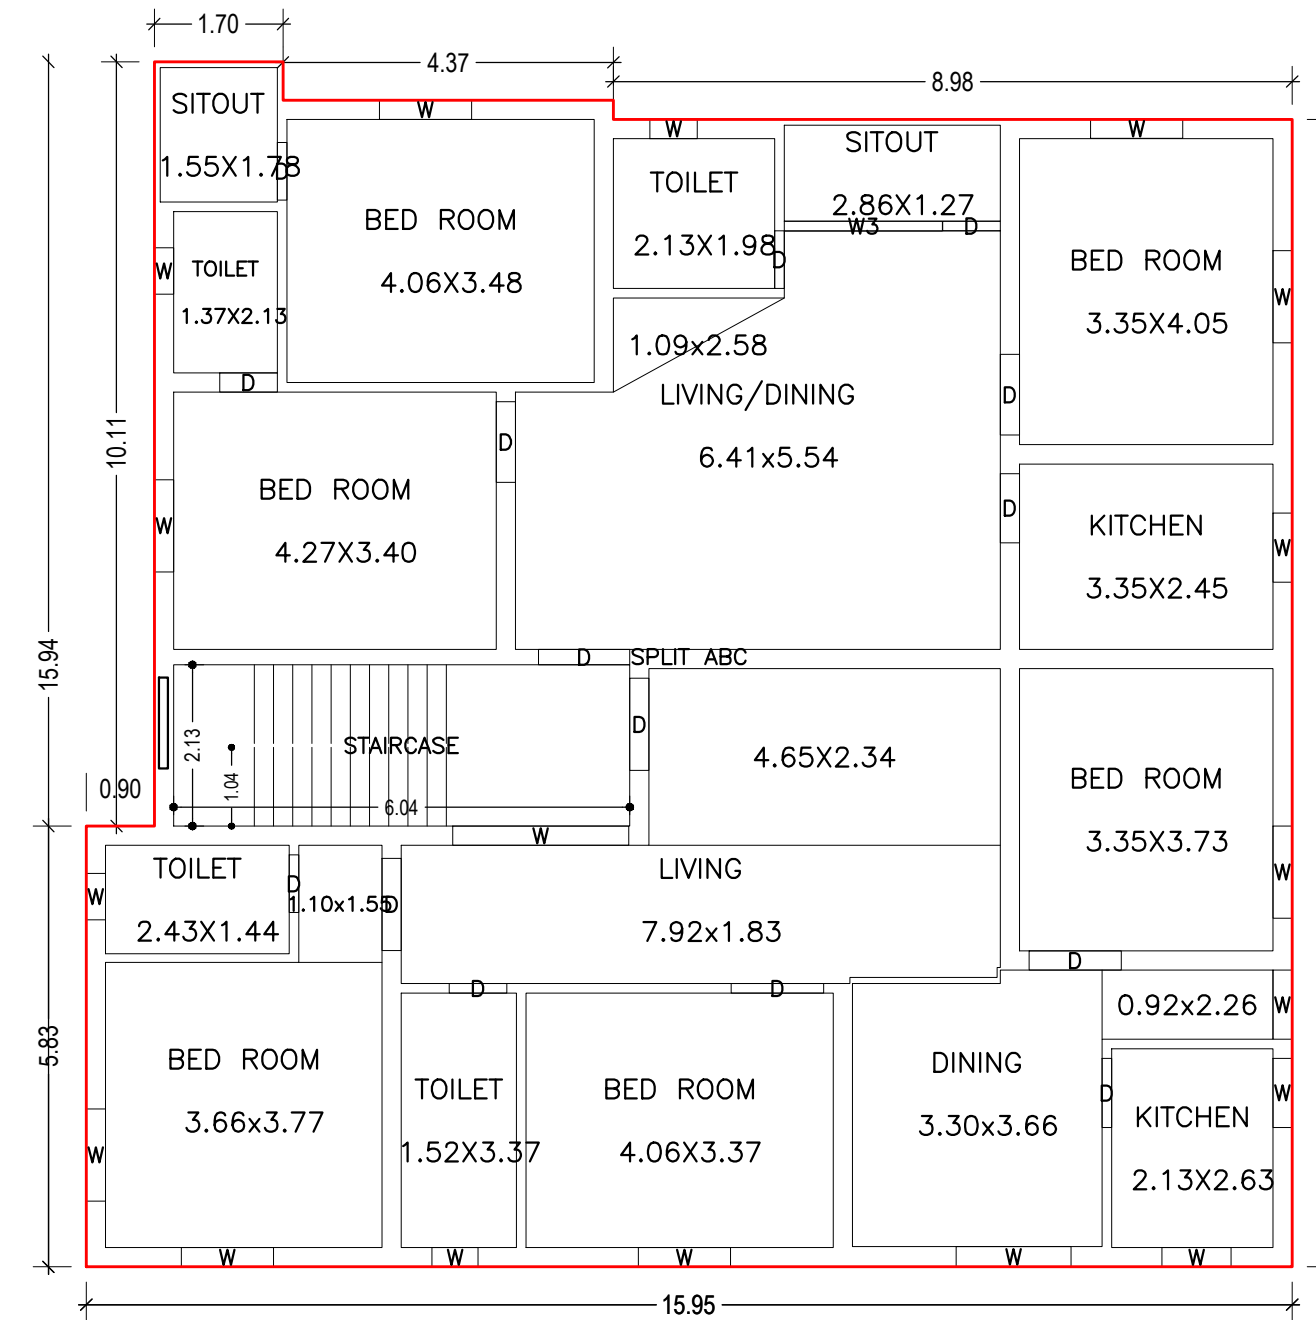 1.70
4.37
8.98
SITOUT
1.55X1.78
D
W
BED ROOM
4.06X3.48
W
TOILET
2.13X1.98
D
SITOUT
2.86X1.27
W3
D
W
BED ROOM
3.35X4.05
W
W
TOILET
1.37X2.13
D
1.09x2.58
LIVING/DINING
6.41x5.54
D
D
10.11
BED ROOM
4.27X3.40
W
D
KITCHEN
3.35X2.45
W
15.94
D
SPLIT ABC
2.13
1.04
STAIRCASE
6.04
D
4.65X2.34
BED ROOM
3.35X3.73
W
0.90
W
TOILET
2.43X1.44
W
D
1.10x1.55
D
LIVING
7.92x1.83
D
D
D
0.92x2.26
W
5.83
BED ROOM
3.66x3.77
W
TOILET
1.52X3.37
BED ROOM
4.06X3.37
DINING
3.30x3.66
D
KITCHEN
2.13X2.63
W
W
W
W
W
W
15.95